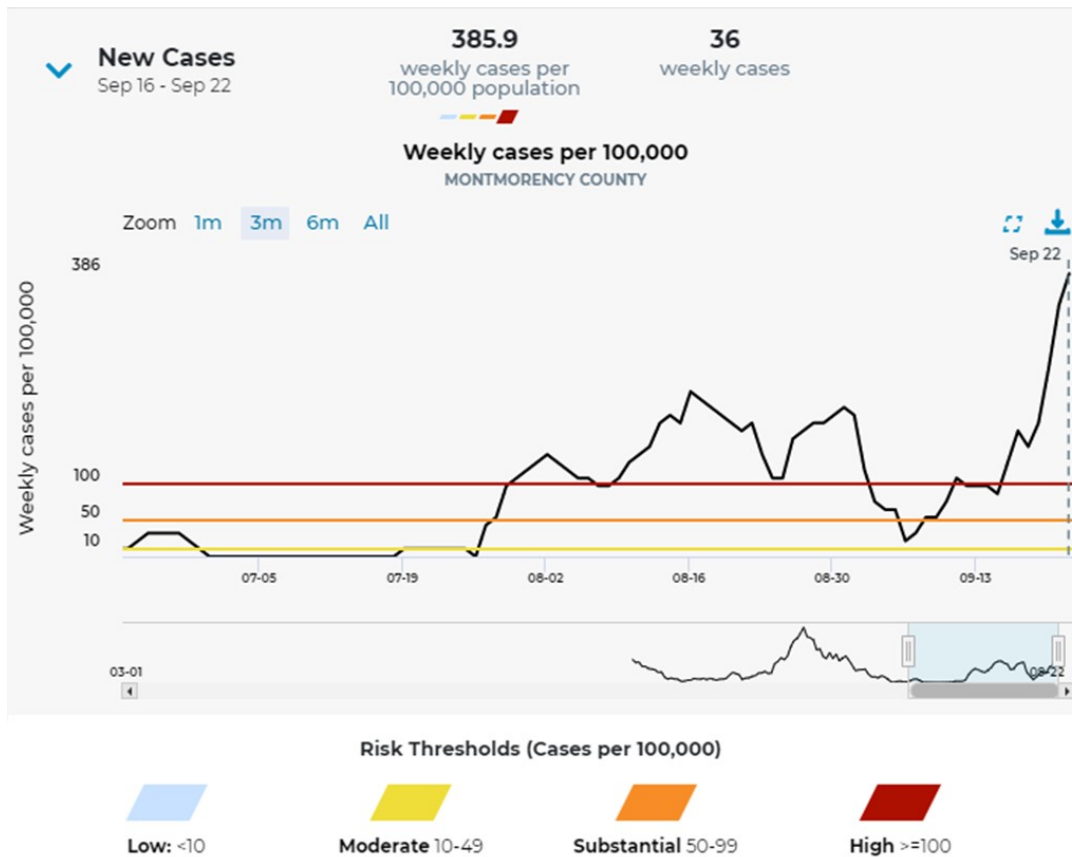 New Cases
Sep 16 - Sep 22
385.9
weekly cases per
100,000 population
36
weekly cases
Weekly cases per 100,000
MONTMORENCY COUNTY
Zoom 1m 3m 6m All
Sep 22
Weekly cases per 100,000
386
100
50
10
07-05 07-19 08-02 08-16 08-30 09-13
03-01
Risk Thresholds (Cases per 100,000)
Low: <10 Moderate 10-49 Substantial 50-99 High >=100